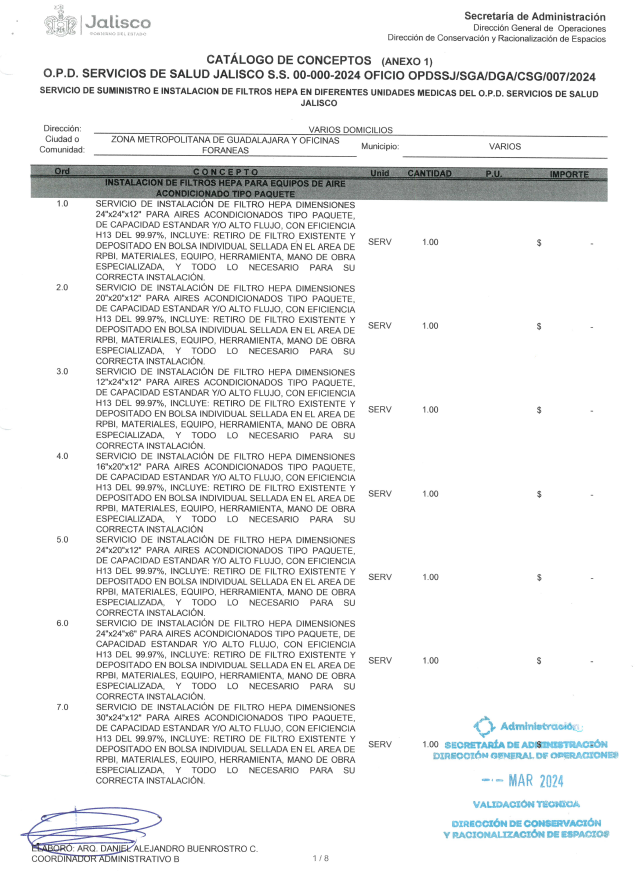 Jalisco
GOBIERNO DEL ESTADO
Secretaría de Administración
Dirección General de Operaciones
Dirección de Conservación y Racionalización de Espacios
CATÁLOGO DE CONCEPTOS (ANEXO 1)
O.P.D. SERVICIOS DE SALUD JALISCO S.S. 00-000-2024 OFICIO OPDSSJ/SGA/DGA/CSG/007/2024
SERVICIO DE SUMINISTRO E INSTALACION DE FILTROS HEPA EN DIFERENTES UNIDADES MEDICAS DEL O.P.D. SERVICIOS DE SALUD
JALISCO
Dirección: VARIOS DOMICILIOS
Ciudad o Comunidad: ZONA METROPOLITANA DE GUADALAJARA Y OFICINAS FORANEAS Municipio: VARIOS
Ord CONCEPTO Unid CANTIDAD P.U. IMPORTE
INSTALACION DE FILTROS HEPA PARA EQUIPOS DE AIRE
ACONDICIONADO TIPO PAQUETE
1.0 SERVICIO DE INSTALACIÓN DE FILTRO HEPA DIMENSIONES
24"x24"x12" PARA AIRES ACONDICIONADOS TIPO PAQUETE,
DE CAPACIDAD ESTANDAR Y/O ALTO FLUJO, CON EFICIENCIA
H13 DEL 99.97%, INCLUYE: RETIRO DE FILTRO EXISTENTE Y
DEPOSITADO EN BOLSA INDIVIDUAL SELLADA EN EL AREA DE SERV 1.00 $ -
RPBI, MATERIALES, EQUIPO, HERRAMIENTA, MANO DE OBRA
ESPECIALIZADA, Y TODO LO NECESARIO PARA SU
CORRECTA INSTALACIÓN.
2.0 SERVICIO DE INSTALACIÓN DE FILTRO HEPA DIMENSIONES
20"x20"x12" PARA AIRES ACONDICIONADOS TIPO PAQUETE,
DE CAPACIDAD ESTANDAR Y/O ALTO FLUJO, CON EFICIENCIA
H13 DEL 99.97%, INCLUYE: RETIRO DE FILTRO EXISTENTE Y
DEPOSITADO EN BOLSA INDIVIDUAL SELLADA EN EL AREA DE SERV 1.00 $ -
RPBI, MATERIALES, EQUIPO, HERRAMIENTA, MANO DE OBRA
ESPECIALIZADA, Y TODO LO NECESARIO PARA SU
CORRECTA INSTALACIÓN.
3.0 SERVICIO DE INSTALACIÓN DE FILTRO HEPA DIMENSIONES
12"x24"x12" PARA AIRES ACONDICIONADOS TIPO PAQUETE,
DE CAPACIDAD ESTANDAR Y/O ALTO FLUJO, CON EFICIENCIA
H13 DEL 99.97%, INCLUYE: RETIRO DE FILTRO EXISTENTE Y
DEPOSITADO EN BOLSA INDIVIDUAL SELLADA EN EL AREA DE SERV 1.00 $ -
RPBI, MATERIALES, EQUIPO, HERRAMIENTA, MANO DE OBRA
ESPECIALIZADA, Y TODO LO NECESARIO PARA SU
CORRECTA INSTALACIÓN.
4.0 SERVICIO DE INSTALACIÓN DE FILTRO HEPA DIMENSIONES
16"x20"x12" PARA AIRES ACONDICIONADOS TIPO PAQUETE,
DE CAPACIDAD ESTANDAR Y/O ALTO FLUJO, CON EFICIENCIA
H13 DEL 99.97%, INCLUYE: RETIRO DE FILTRO EXISTENTE Y
DEPOSITADO EN BOLSA INDIVIDUAL SELLADA EN EL AREA DE SERV 1.00 $ -
RPBI, MATERIALES, EQUIPO, HERRAMIENTA, MANO DE OBRA
ESPECIALIZADA, Y TODO LO NECESARIO PARA SU
CORRECTA INSTALACIÓN
5.0 SERVICIO DE INSTALACIÓN DE FILTRO HEPA DIMENSIONES
24"x20"x12" PARA AIRES ACONDICIONADOS TIPO PAQUETE,
DE CAPACIDAD ESTANDAR Y/O ALTO FLUJO, CON EFICIENCIA
H13 DEL 99.97%, INCLUYE: RETIRO DE FILTRO EXISTENTE Y
DEPOSITADO EN BOLSA INDIVIDUAL SELLADA EN EL AREA DE SERV 1.00 $ -
RPBI, MATERIALES, EQUIPO, HERRAMIENTA, MANO DE OBRA
ESPECIALIZADA, Y TODO LO NECESARIO PARA SU
CORRECTA INSTALACIÓN.
6.0 SERVICIO DE INSTALACIÓN DE FILTRO HEPA DIMENSIONES
24"x24"x6" PARA AIRES ACONDICIONADOS TIPO PAQUETE, DE
CAPACIDAD ESTANDAR Y/O ALTO FLUJO, CON EFICIENCIA
H13 DEL 99.97%, INCLUYE: RETIRO DE FILTRO EXISTENTE Y
DEPOSITADO EN BOLSA INDIVIDUAL SELLADA EN EL AREA DE SERV 1.00 $ -
RPBI, MATERIALES, EQUIPO, HERRAMIENTA, MANO DE OBRA
ESPECIALIZADA, Y TODO LO NECESARIO PARA SU
CORRECTA INSTALACIÓN.
7.0 SERVICIO DE INSTALACIÓN DE FILTRO HEPA DIMENSIONES
30"x24"x12" PARA AIRES ACONDICIONADOS TIPO PAQUETE,
DE CAPACIDAD ESTANDAR Y/O ALTO FLUJO, CON EFICIENCIA
H13 DEL 99.97%, INCLUYE: RETIRO DE FILTRO EXISTENTE Y
DEPOSITADO EN BOLSA INDIVIDUAL SELLADA EN EL AREA DE SERV 1.00 $
RPBI, MATERIALES, EQUIPO, HERRAMIENTA, MANO DE OBRA
ESPECIALIZADA, Y TODO LO NECESARIO PARA SU
CORRECTA INSTALACIÓN.
Administración
SECRETARÍA DE ADMINISTRACIÓN
DIRECCIÓN GENERAL DE OPERACIONES
MAR 2024
VALIDACIÓN TECNICA
DIRECCIÓN DE CONSERVACIÓN
Y RACIONALIZACIÓN DE ESPACIOS
ELABORÓ: ARQ. DANIEL ALEJANDRO BUENROSTRO C.
COORDINADOR ADMINISTRATIVO B
1 / 8